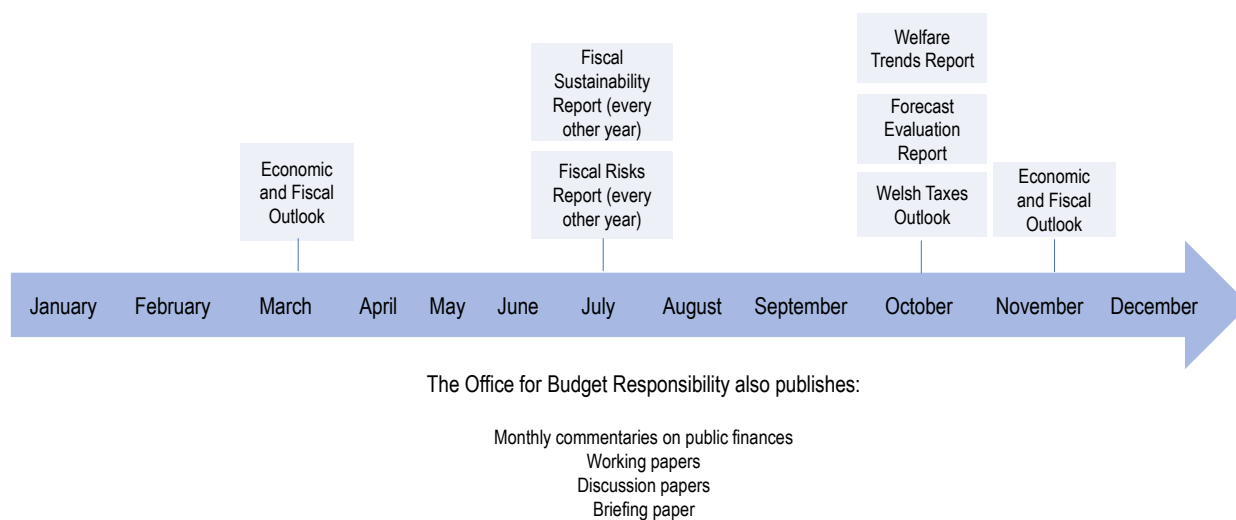 Welfare
Trends Report
Fiscal
Sustainability
Report (every
other year)
Forecast
Evaluation
Report
Economic
and Fiscal
Outlook
Fiscal Risks
Report (every
other year)
Welsh Taxes
Outlook
Economic
and Fiscal
Outlook
January February March April May June July August September October November December
The Office for Budget Responsibility also publishes:
Monthly commentaries on public finances
Working papers
Discussion papers
Briefing paper